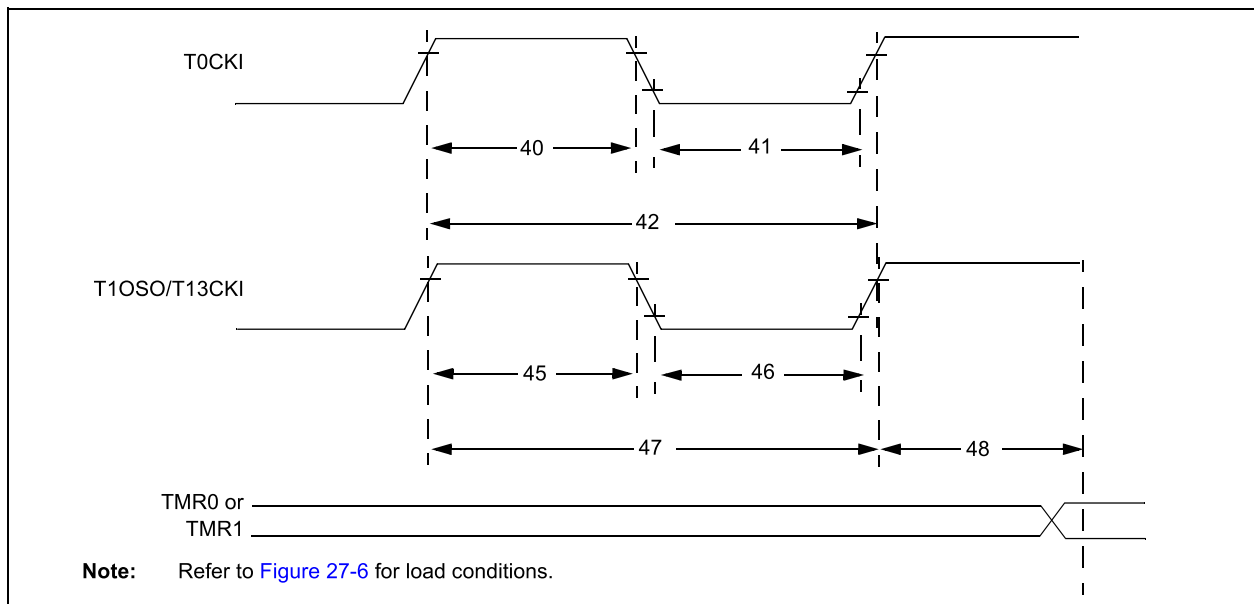 T0CKI
40
41
42
T1OSO/T13CKI
45
46
47
48
TMR0 or
TMR1
Note: Refer to Figure 27-6 for load conditions.